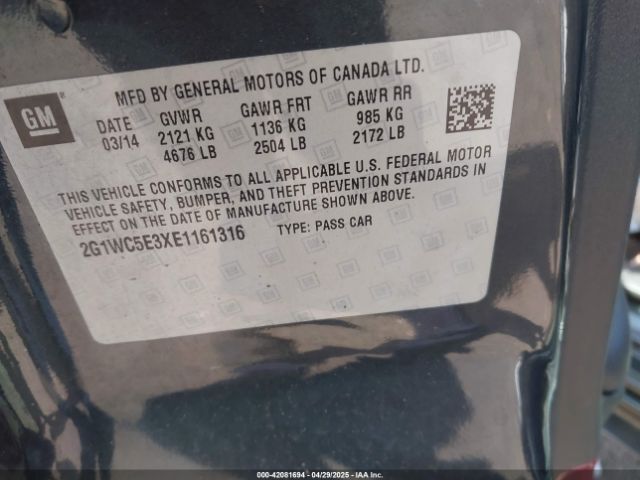 GM
MFD BY GENERAL MOTORS OF CANADA LTD.
DATE GVWR GAWR FRT GAWR RR
03/14 2121 KG 1136 KG 985 KG
4676 LB 2504 LB 2172 LB
THIS VEHICLE CONFORMS TO ALL APPLICABLE U.S. FEDERAL MOTOR
VEHICLE SAFETY, BUMPER, AND THEFT PREVENTION STANDARDS IN
EFFECT ON THE DATE OF MANUFACTURE SHOWN ABOVE.
2G1WC5E3XE1161316 TYPE: PASS CAR
000-42081694 04/29/2025 - IAA Inc.